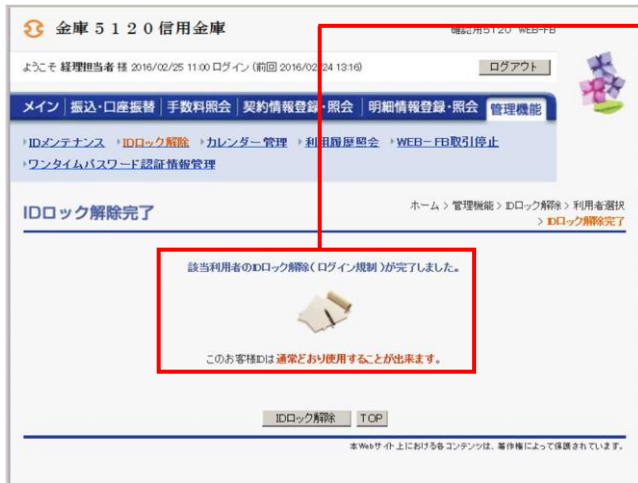 金庫５１２０信用金庫
確認用5120 WEB-FB
ようこそ 経理担当者 様 2016/02/25 11:00 ログイン (前回 2016/02/24 13:16)
ログアウト
メイン 振込・口座振替 手数料照会 契約情報登録・照会 明細情報登録・照会 管理機能
IDメンテナンス IDロック解除 カレンダー管理 利用履歴照会 WEB－FB取引停止
ワンタイムパスワード認証情報管理
IDロック解除完了
ホーム > 管理機能 > IDロック解除 > 利用者選択
> IDロック解除完了
該当利用者のIDロック解除(ログイン規制)が完了しました。
このお客様IDは通常どおり使用することが出来ます。
IDロック解除 TOP
本Webサイト上における各コンテンツは、著作権によって保護されています。